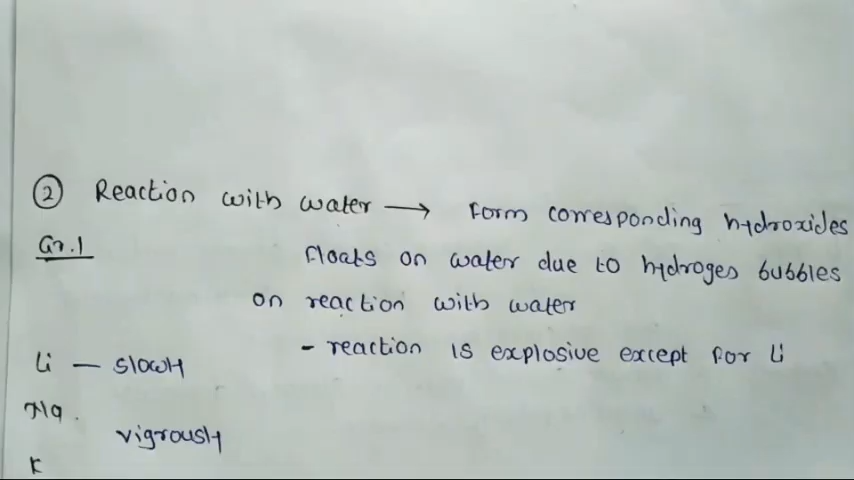 ② Reaction with water → form corresponding hydroxides
Gr.1
floats on water due to hydroges bubbles
on reaction with water
- reaction is explosive except for Li
Li — slowly
Na.
vigrously
K